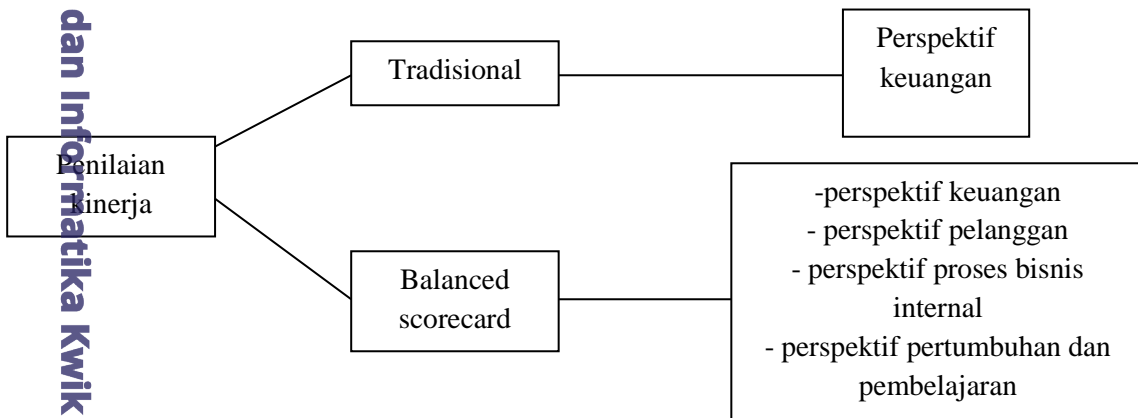 dan Informatika Kwik
Penilaian
kinerja
Tradisional
Perspektif
keuangan
Balanced
scorecard
-perspektif keuangan
- perspektif pelanggan
- perspektif proses bisnis
internal
- perspektif pertumbuhan dan
pembelajaran